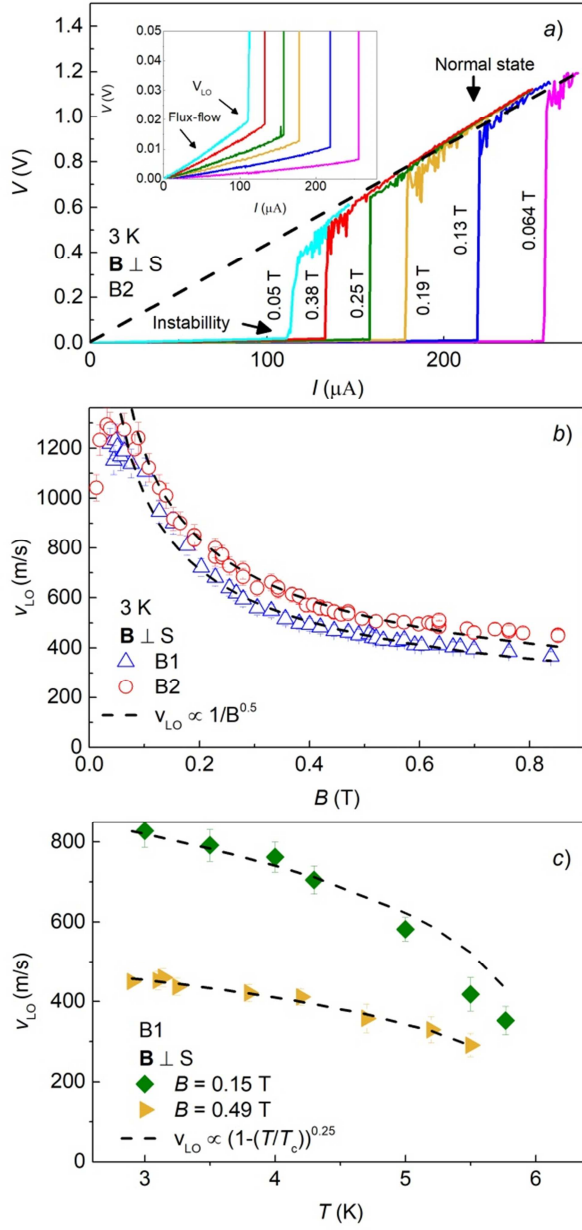 a)
1.4
1.2
1.0
0.8
0.6
0.4
0.2
0.0
V (V)
0.05
0.04
0.03
0.02
0.01
0.00
V (V)
V_LO
Flux-flow
0 100 200
I (µA)
Normal state
3 K
B ⊥ S
B2
Instability
0.05 T
0.38 T
0.25 T
0.19 T
0.13 T
0.064 T
0 100 200
I (µA)
b)
1200
1000
800
600
400
200
0
v_LO (m/s)
3 K
B ⊥ S
B1
B2
v_LO ∝ 1/B^0.5
0.0 0.2 0.4 0.6 0.8
B (T)
c)
800
600
400
200
0
v_LO (m/s)
B1
B ⊥ S
B = 0.15 T
B = 0.49 T
v_LO ∝ (1-(T/T_c))^0.25
3 4 5 6
T (K)